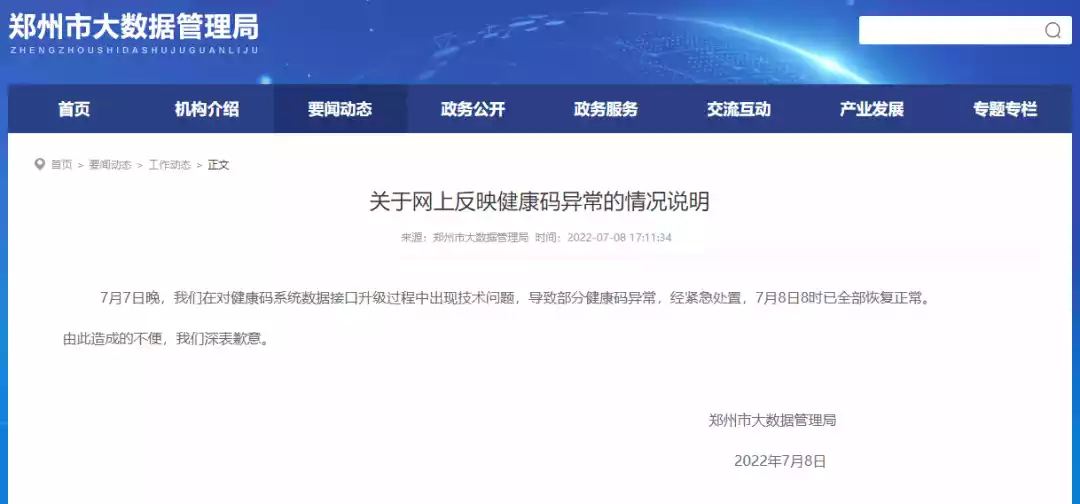 郑州市大数据管理局
ZHENGZHOUSHIDASHUJUGUANLIJU
首页 机构介绍 要闻动态 政务公开 政务服务 交流互动 产业发展 专题专栏
首页 > 要闻动态 > 工作动态 > 正文
关于网上反映健康码异常的情况说明
来源：郑州市大数据管理局 时间：2022-07-08 17:11:34
7月7日晚，我们在对健康码系统数据接口升级过程中出现技术问题，导致部分健康码异常，经紧急处置，7月8日8时已全部恢复正常。
由此造成的不便，我们深表歉意。
郑州市大数据管理局
2022年7月8日